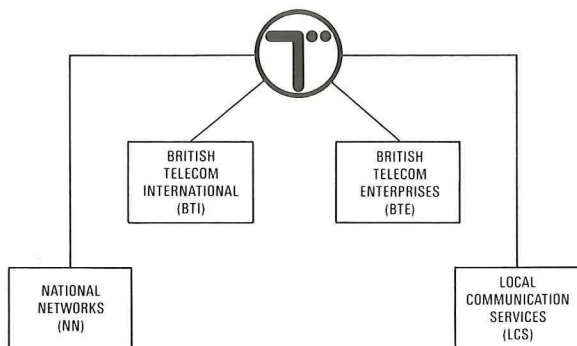 BRITISH
TELECOM
INTERNATIONAL
(BTI)
BRITISH
TELECOM
ENTERPRISES
(BTE)
NATIONAL
NETWORKS
(NN)
LOCAL
COMMUNICATION
SERVICES
(LCS)